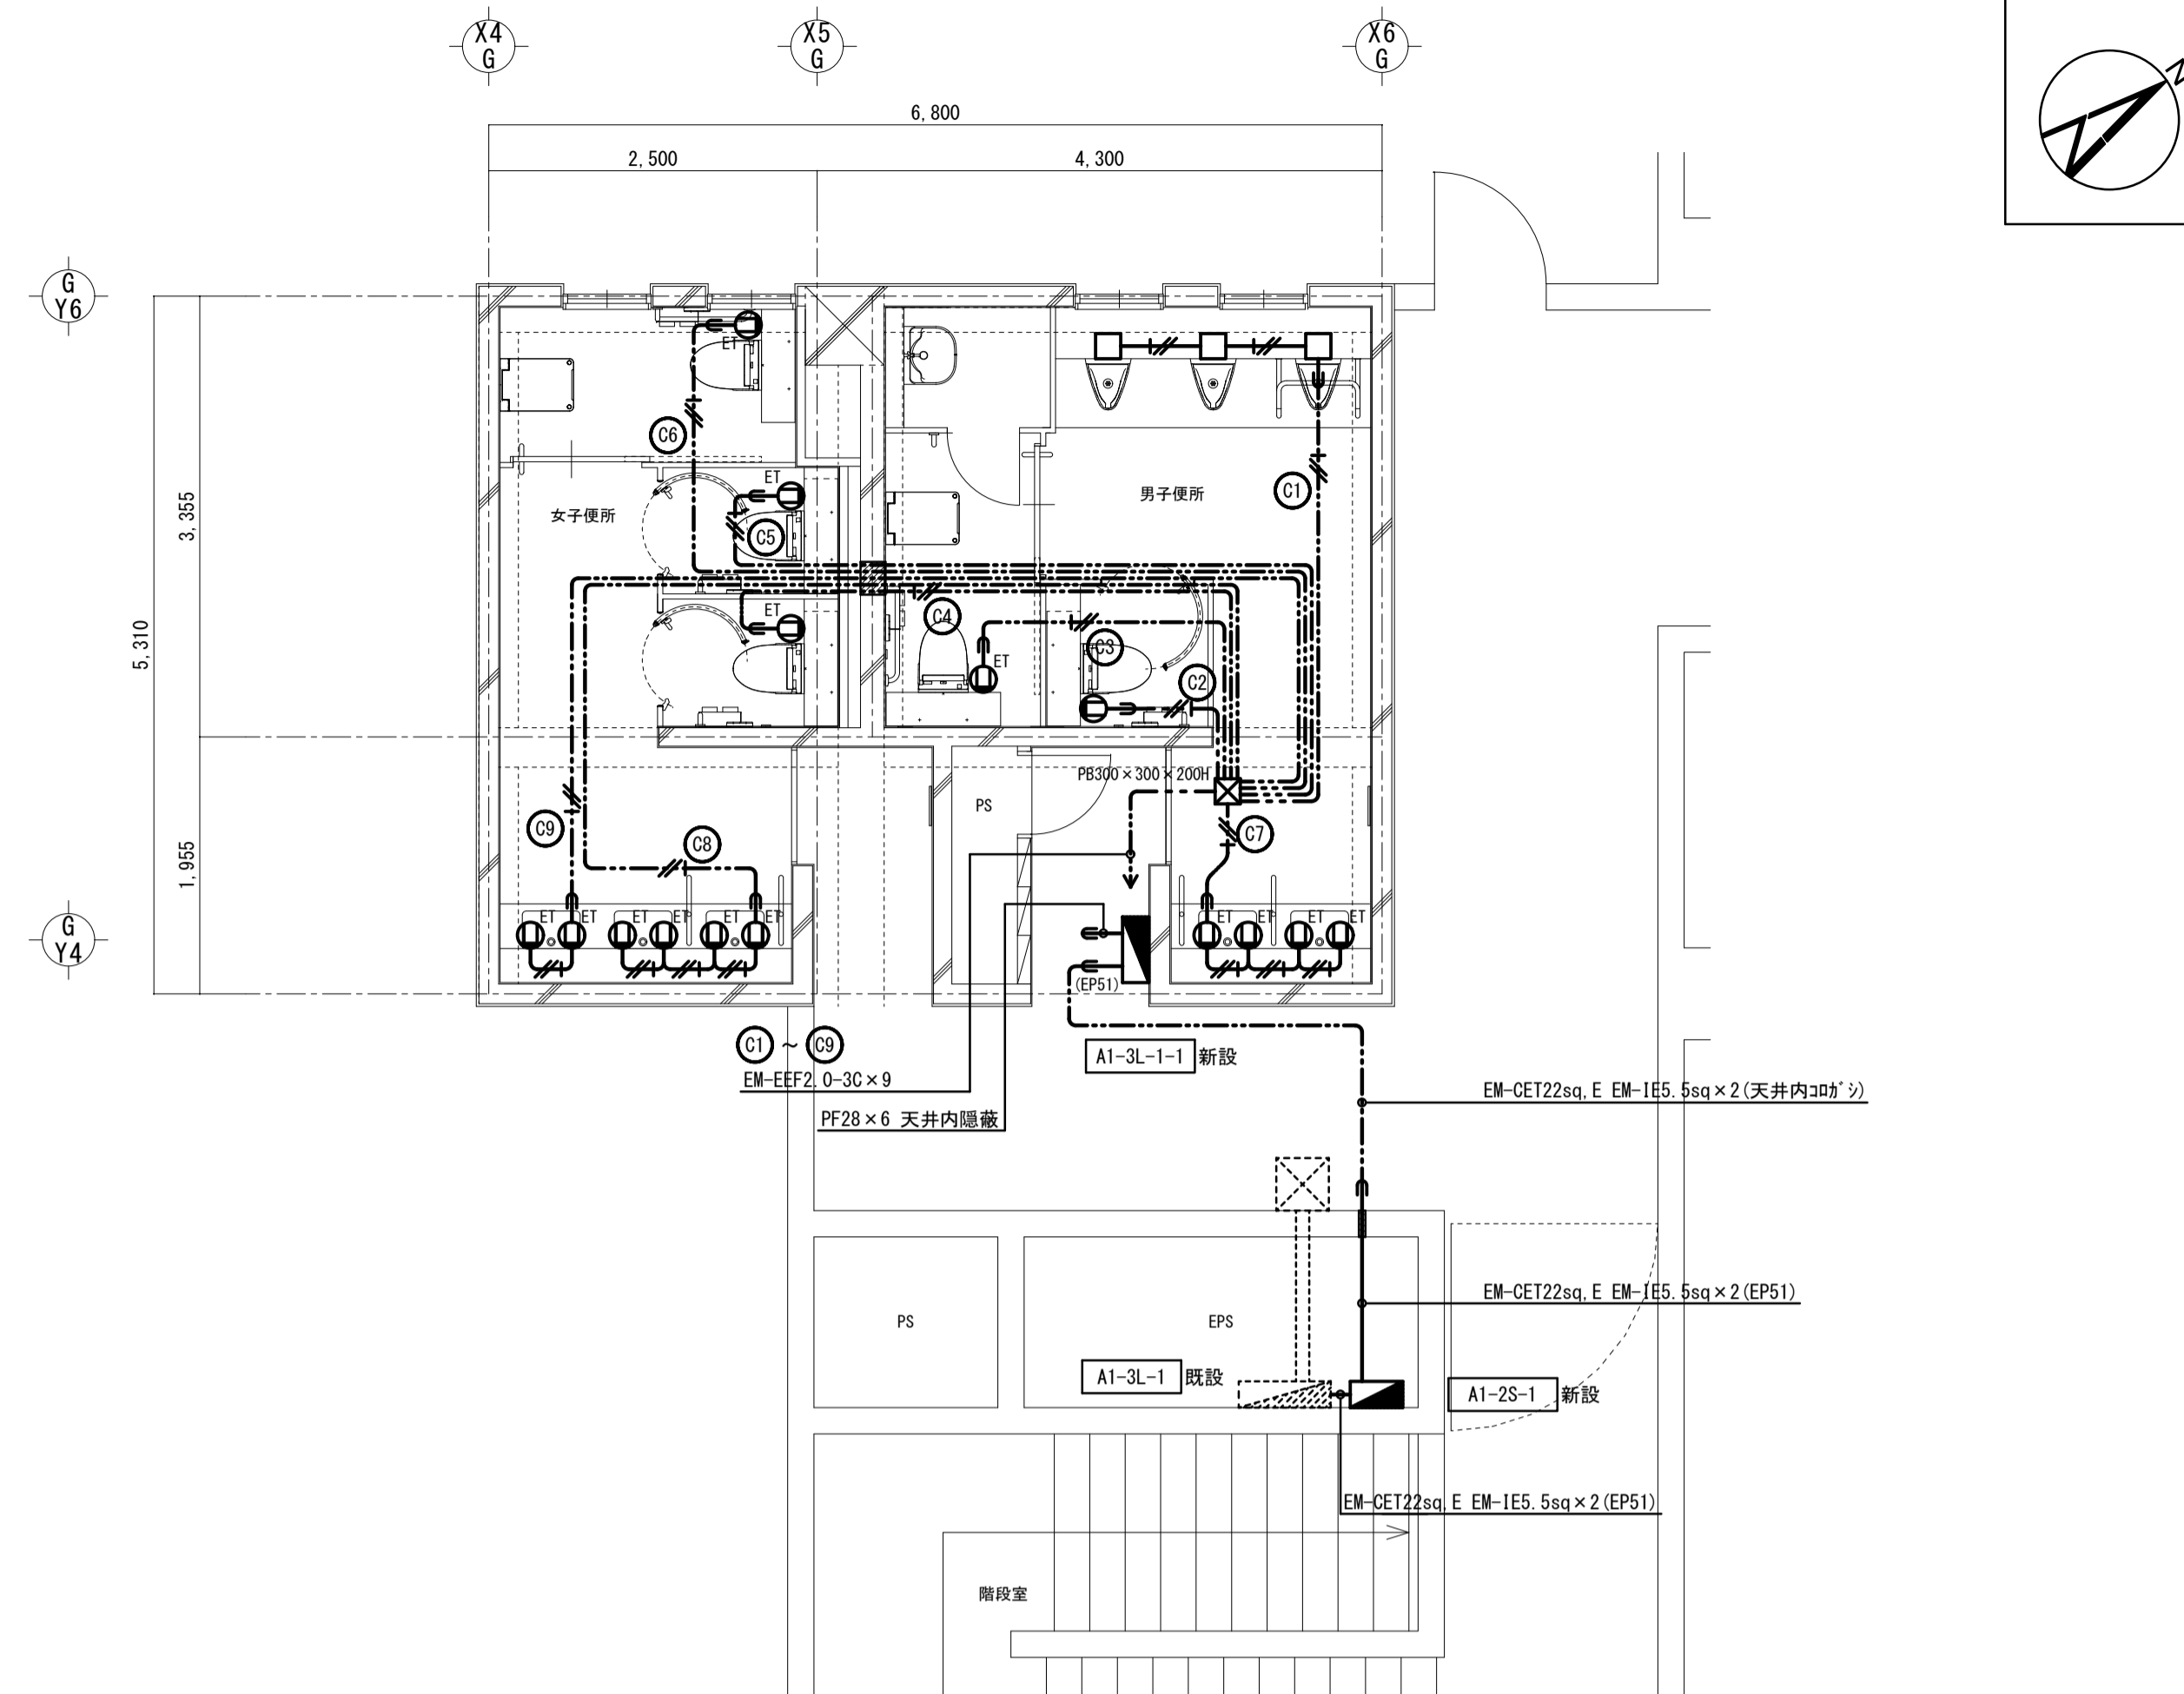 X4
G
X5
G
X6
G
N
6,800
2,500
4,300
G
Y6
ET
C6
ET
女子便所
C5
男子便所
C1
3,355
5,310
ET
C4
C3
ET
C2
PB300×300×200H
PS
C9
C8
C7
1,955
ET
ET
ET
ET
ET
ET
ET
ET
ET
ET
G
Y4
(EP51)
C1 ~ C9
EM-EEF2.0-3C×9
A1-3L-1-1 新設
PF28×6 天井内隠蔽
EM-CET22sq,E EM-IE5.5sq×2(天井内ｺﾛｶﾞｼ)
EM-CET22sq,E EM-IE5.5sq×2(EP51)
PS
EPS
A1-3L-1 既設
A1-2S-1 新設
EM-CET22sq,E EM-IE5.5sq×2(EP51)
階段室